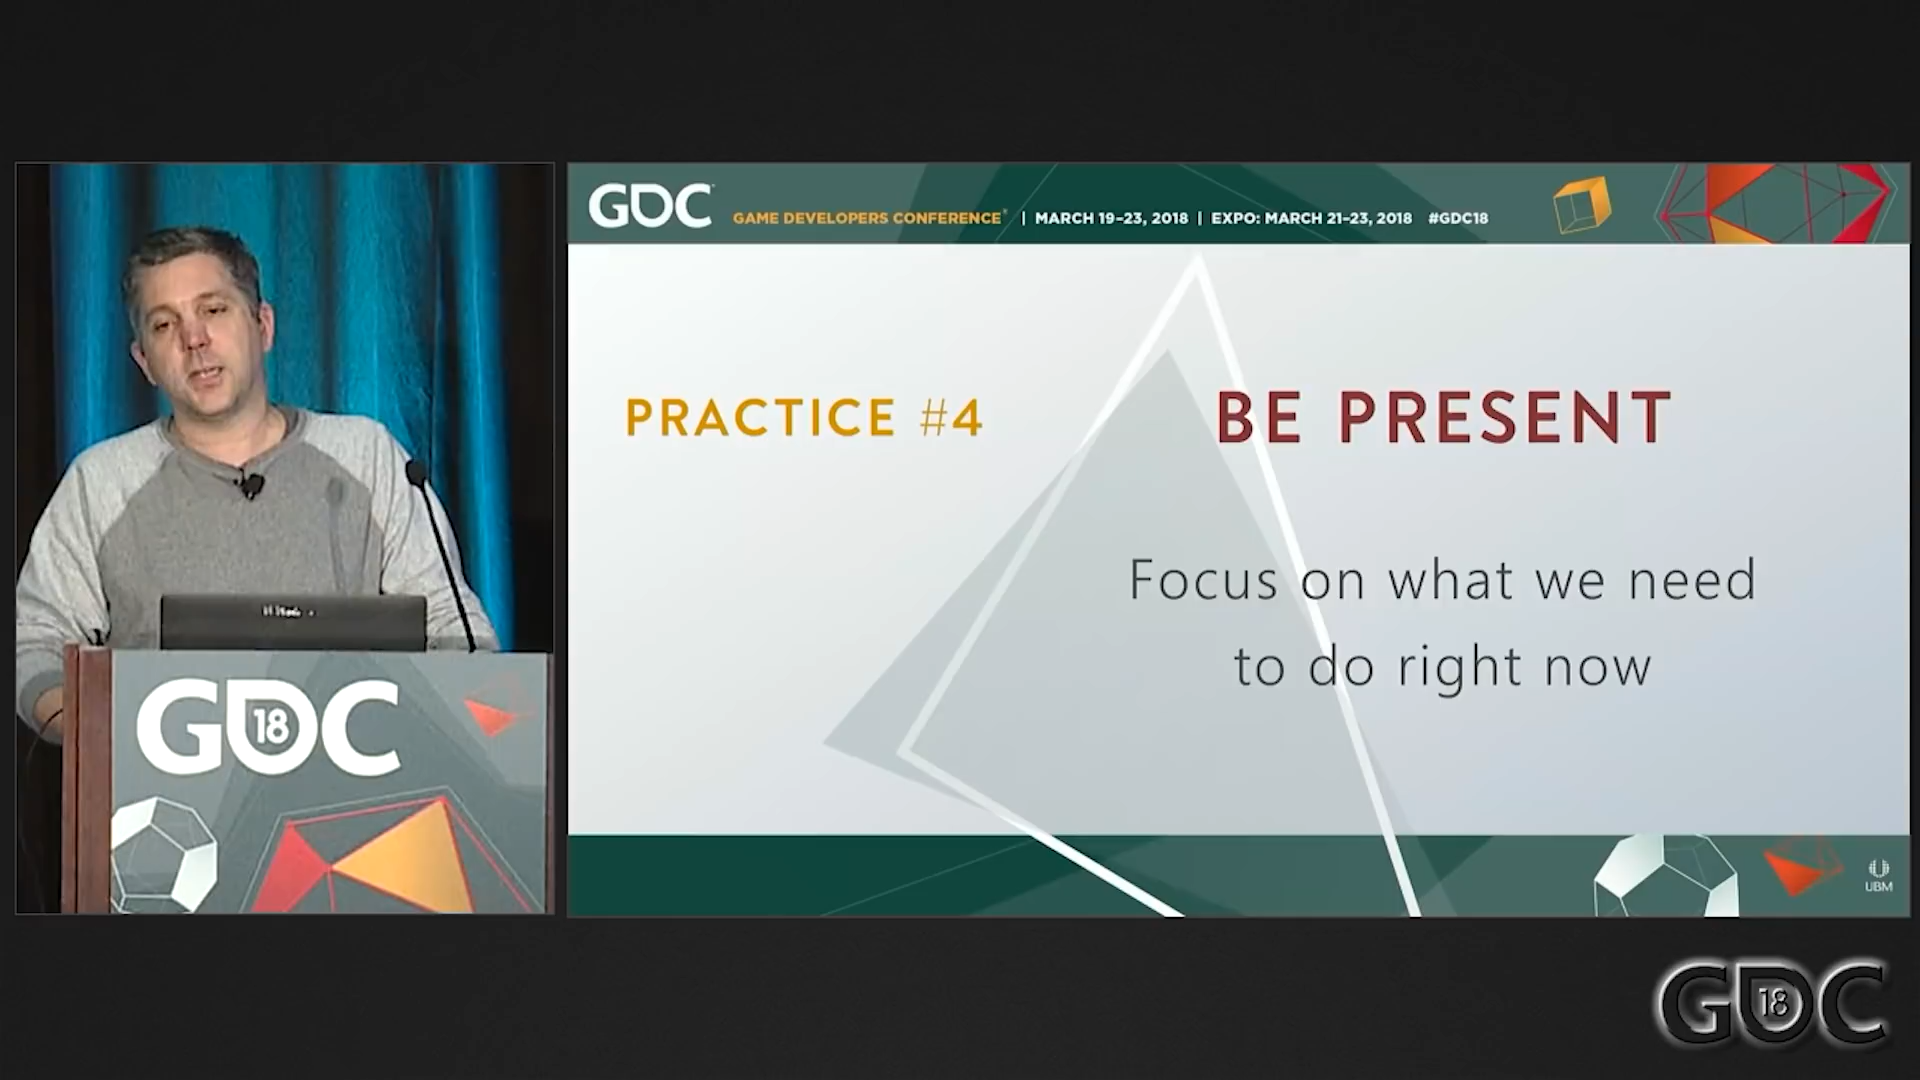 GDC
GAME DEVELOPERS CONFERENCE | MARCH 19–23, 2018 | EXPO: MARCH 21–23, 2018 #GDC18
PRACTICE #4
BE PRESENT
Focus on what we need
to do right now
UBM
GDC
18
GDC
18